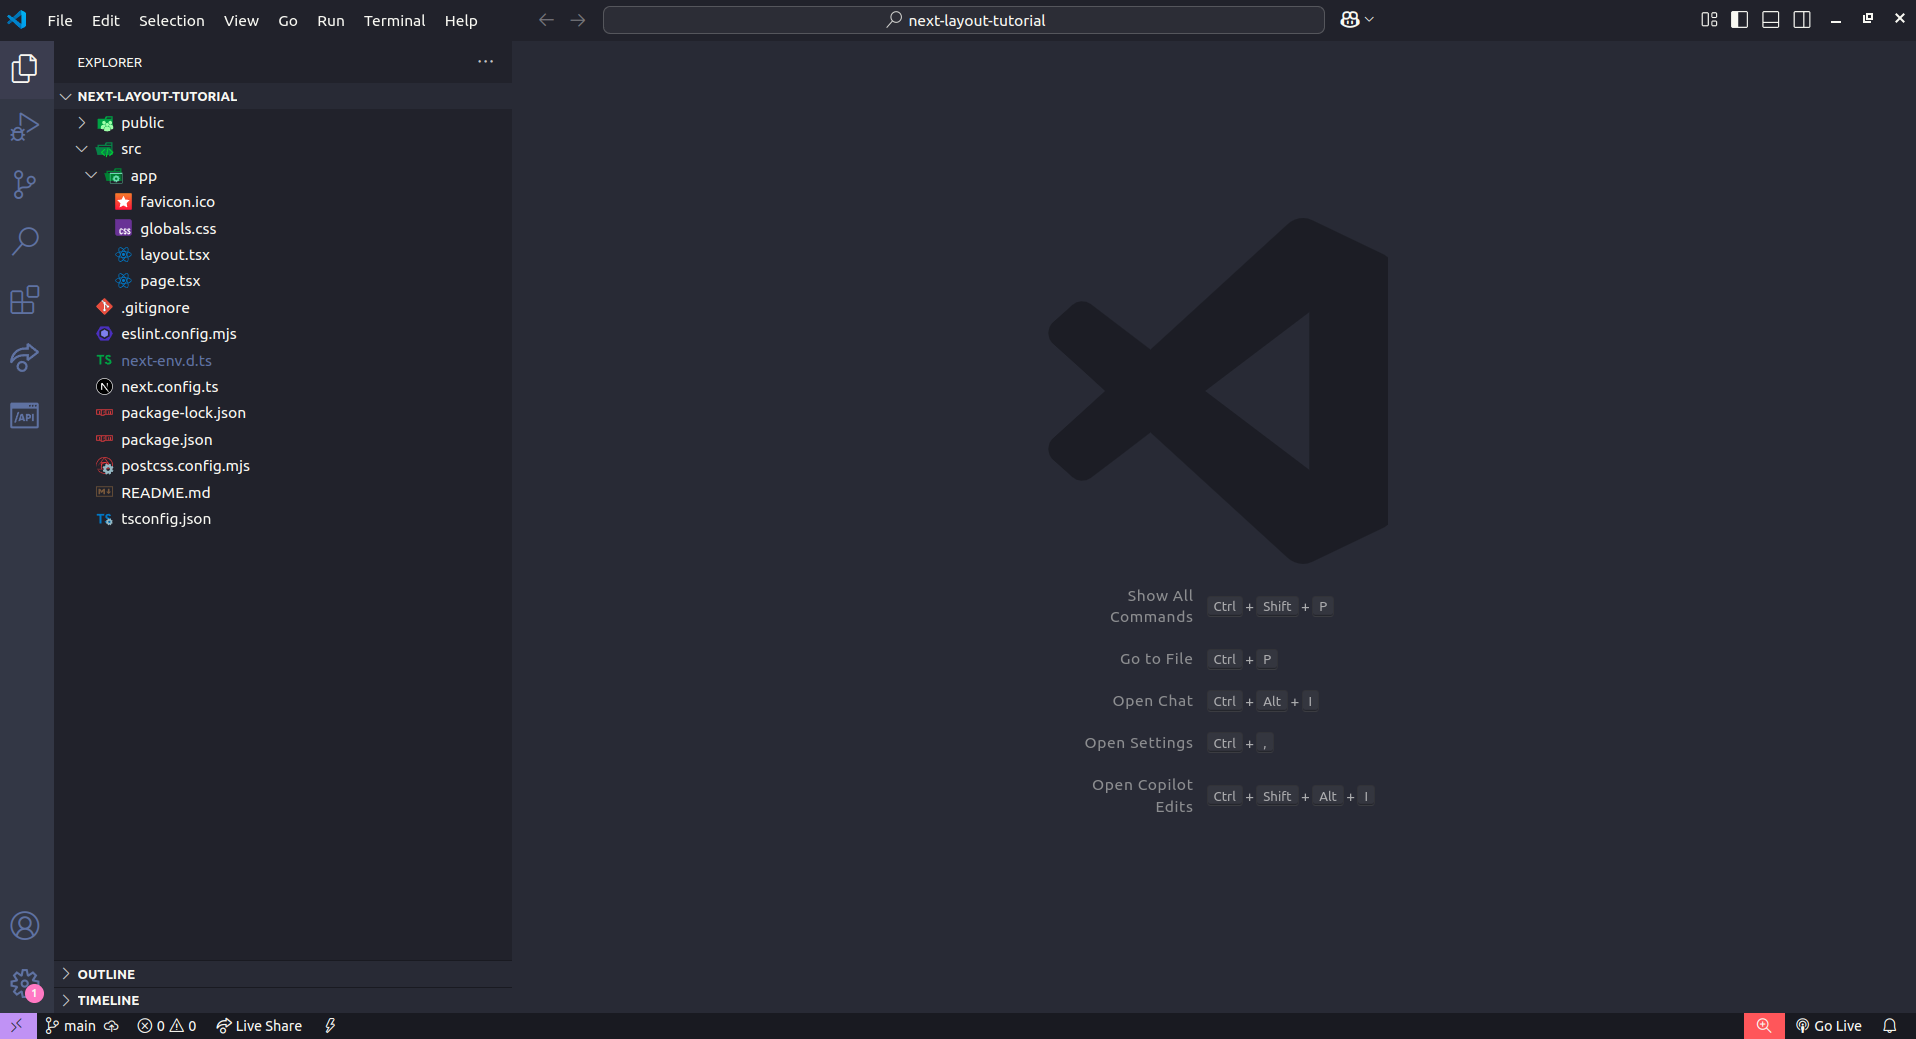 File Edit Selection View Go Run Terminal Help
next-layout-tutorial
EXPLORER
NEXT-LAYOUT-TUTORIAL
public
src
app
favicon.ico
CSS globals.css
layout.tsx
page.tsx
.gitignore
eslint.config.mjs
TS next-env.d.ts
N next.config.ts
package-lock.json
package.json
postcss.config.mjs
M README.md
TS tsconfig.json
/API
Show All
Commands Ctrl + Shift + P
Go to File Ctrl + P
Open Chat Ctrl + Alt + I
Open Settings Ctrl + ,
Open Copilot
Edits Ctrl + Shift + Alt + I
OUTLINE
1
TIMELINE
main 0 0 Live Share Go Live